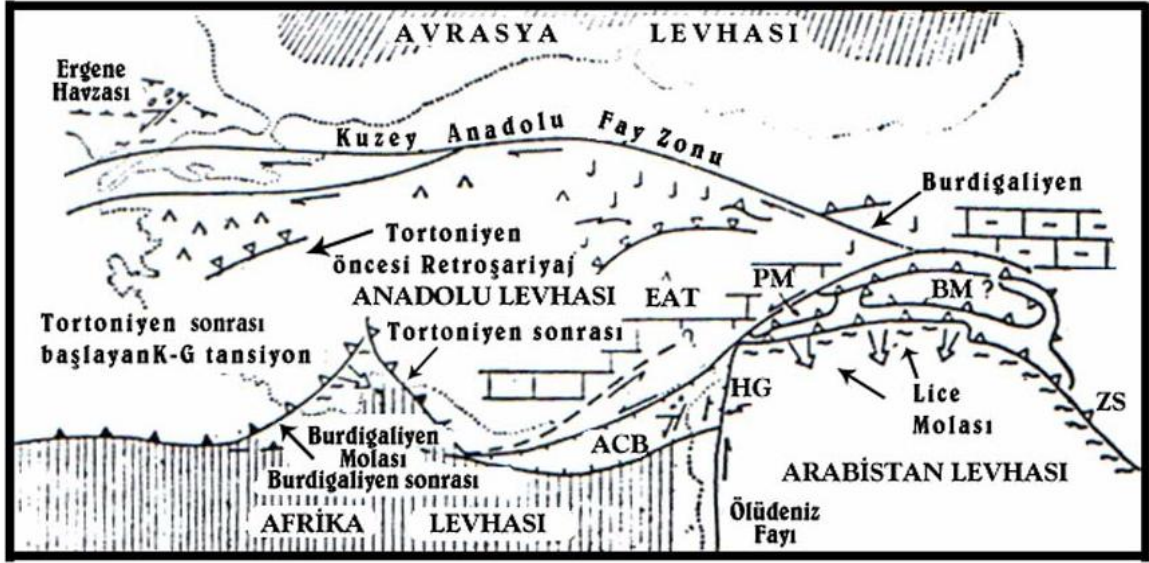 AVRASYA LEVHASI
Ergene
Havzası
Kuzey Anadolu Fay Zonu
Burdigaliyen
Tortoniyen
öncesi Retroşariyaj
ANADOLU LEVHASI
EAT
PM
BM ?
Tortoniyen sonrası
başlayanK-G tansiyon
Tortoniyen sonrası
HG
Lice
Molası
ZS
ACB
Burdigaliyen
Molası
Burdigaliyen sonrası
ARABİSTAN LEVHASI
AFRİKA LEVHASI
Ölüdeniz
Fayı